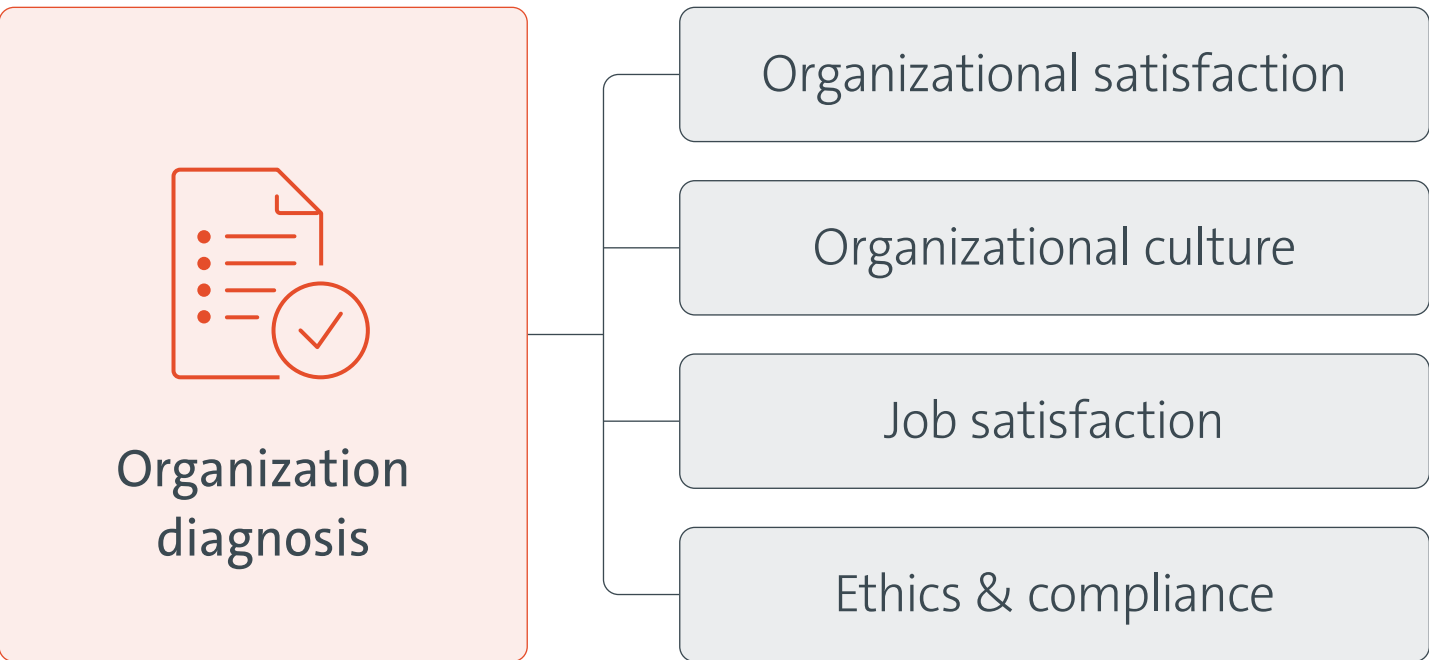 Organization
diagnosis
Organizational satisfaction
Organizational culture
Job satisfaction
Ethics & compliance